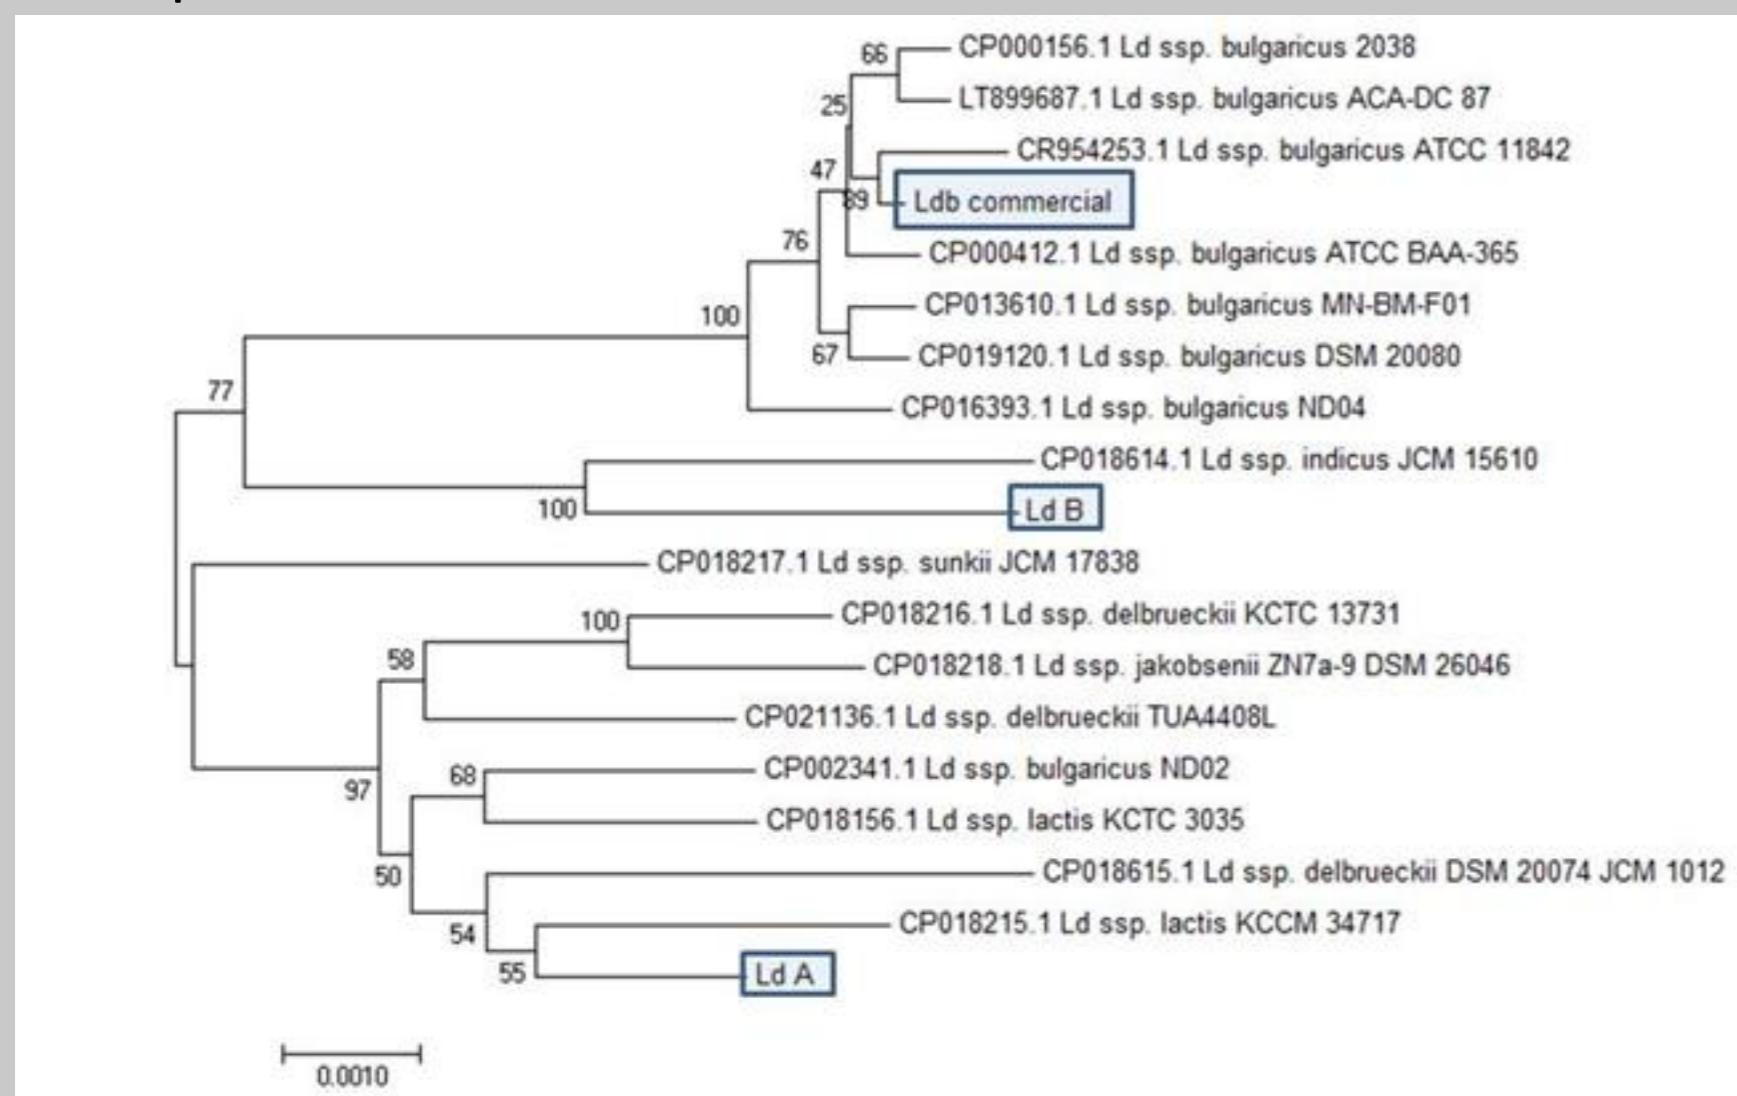 66
CP000156.1 Ld ssp. bulgaricus 2038
LT899687.1 Ld ssp. bulgaricus ACA-DC 87
25
CR954253.1 Ld ssp. bulgaricus ATCC 11842
47
89
Ldb commercial
76
CP000412.1 Ld ssp. bulgaricus ATCC BAA-365
CP013610.1 Ld ssp. bulgaricus MN-BM-F01
100
67
CP019120.1 Ld ssp. bulgaricus DSM 20080
77
CP016393.1 Ld ssp. bulgaricus ND04
CP018614.1 Ld ssp. indicus JCM 15610
100
Ld B
CP018217.1 Ld ssp. sunkii JCM 17838
100
CP018216.1 Ld ssp. delbrueckii KCTC 13731
58
CP018218.1 Ld ssp. jakobsenii ZN7a-9 DSM 26046
CP021136.1 Ld ssp. delbrueckii TUA4408L
97
68
CP002341.1 Ld ssp. bulgaricus ND02
CP018156.1 Ld ssp. lactis KCTC 3035
50
CP018615.1 Ld ssp. delbrueckii DSM 20074 JCM 1012
54
CP018215.1 Ld ssp. lactis KCCM 34717
55
Ld A
0.0010